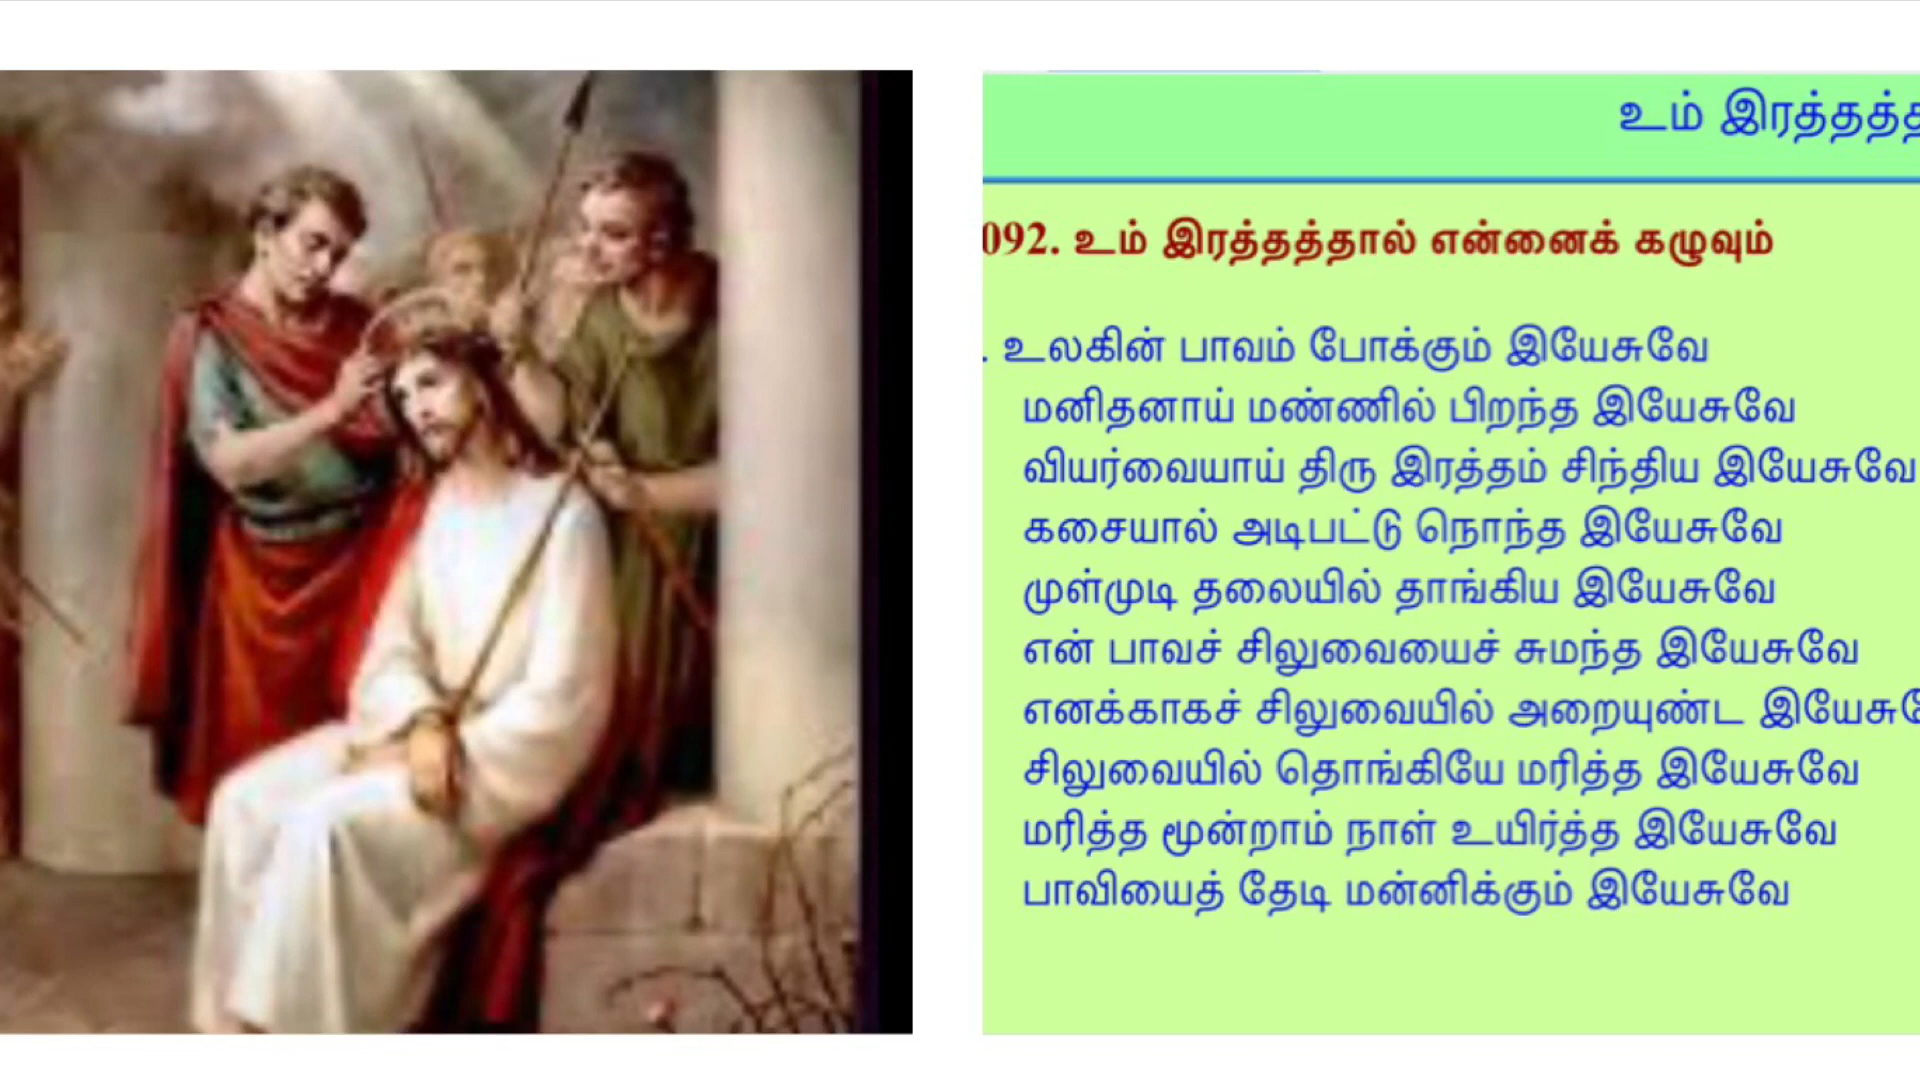 உம் இரத்தத்த
092. உம் இரத்தத்தால் என்னைக் கழுவும்
. உலகின் பாவம் போக்கும் இயேசுவே
மனிதனாய் மண்ணில் பிறந்த இயேசுவே
வியர்வையாய் திரு இரத்தம் சிந்திய இயேசுவே
கசையால் அடிபட்டு நொந்த இயேசுவே
முள்முடி தலையில் தாங்கிய இயேசுவே
என் பாவச் சிலுவையைச் சுமந்த இயேசுவே
எனக்காகச் சிலுவையில் அறையுண்ட இயேசுவே
சிலுவையில் தொங்கியே மரித்த இயேசுவே
மரித்த மூன்றாம் நாள் உயிர்த்த இயேசுவே
பாவியைத் தேடி மன்னிக்கும் இயேசுவே